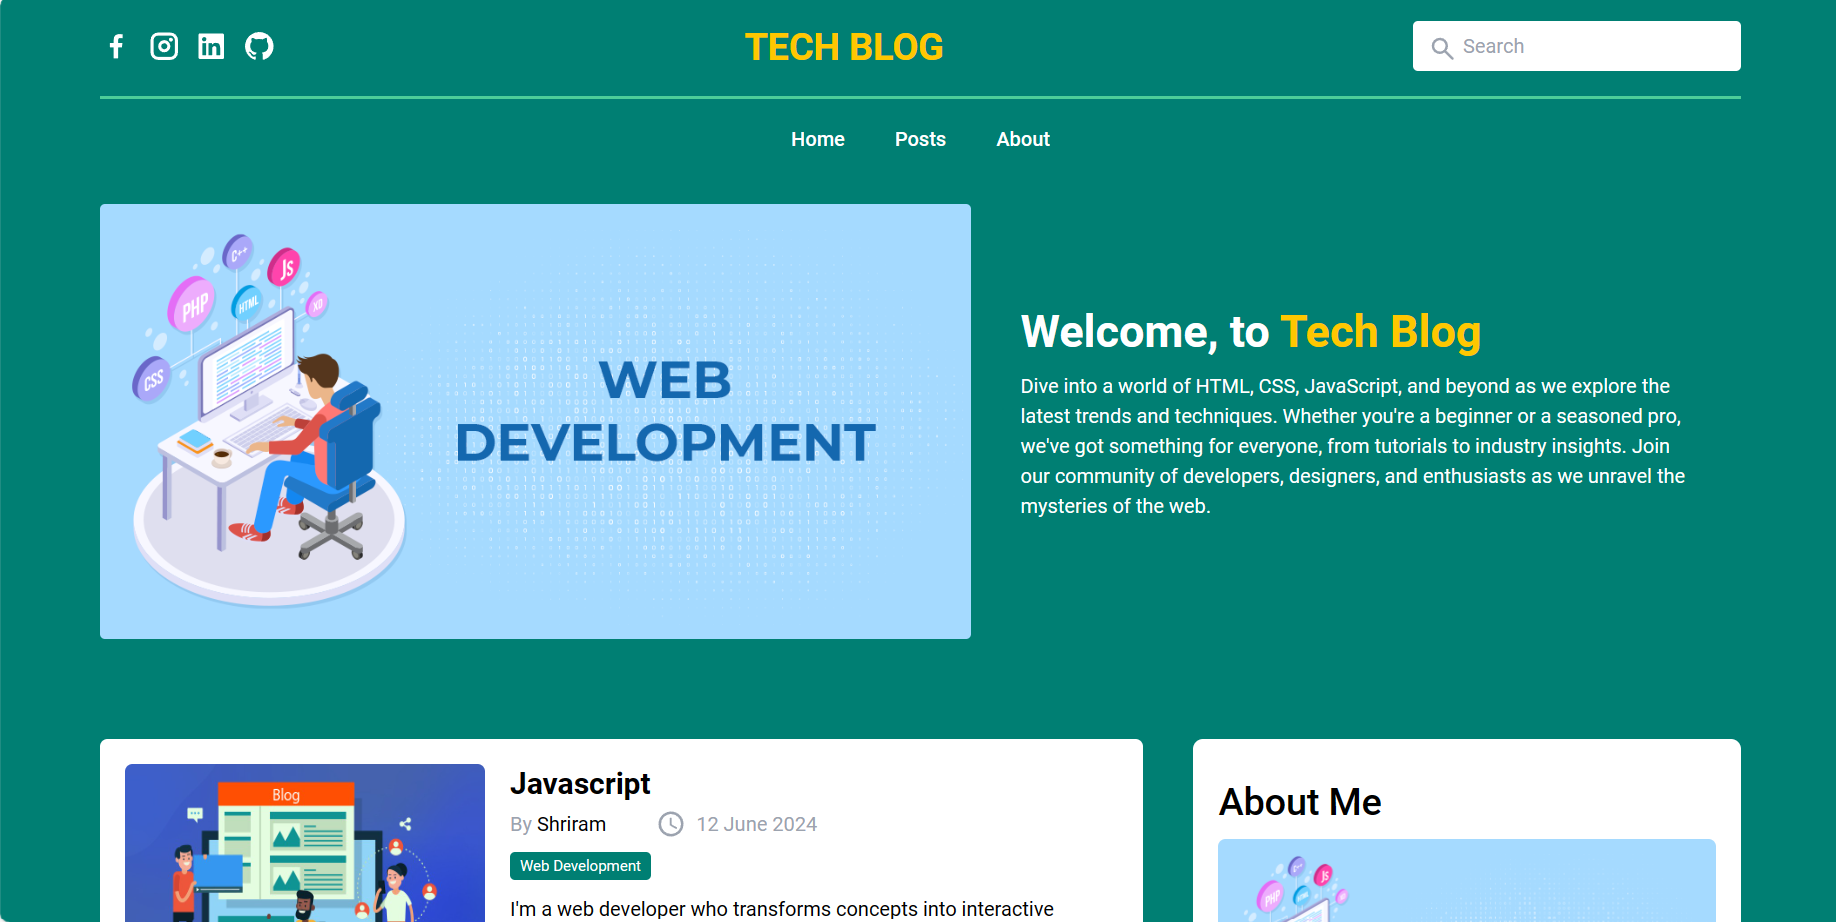 TECH BLOG
Search
Home
Posts
About
C++
JS
PHP
HTML
XD
CSS
WEB
DEVELOPMENT
Welcome, to Tech Blog
Dive into a world of HTML, CSS, JavaScript, and beyond as we explore the
latest trends and techniques. Whether you're a beginner or a seasoned pro,
we've got something for everyone, from tutorials to industry insights. Join
our community of developers, designers, and enthusiasts as we unravel the
mysteries of the web.
Blog
Javascript
By Shriram
12 June 2024
Web Development
I'm a web developer who transforms concepts into interactive
About Me
C++
JS
PHP
HTML